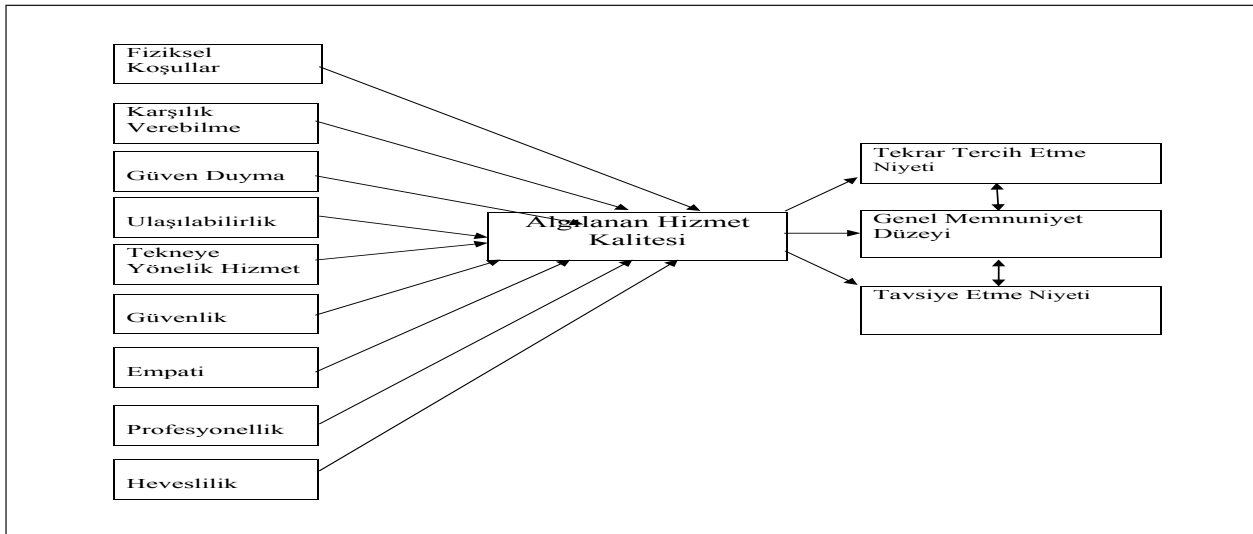 Fiziksel
Koşullar
Karşılık
Verebilme
Güven Duyma
Ulaşılabilirlik
Tekneye
Yönelik Hizmet
Güvenlik
Empati
Profesyonellik
Heveslilik
Algılanan Hizmet
Kalitesi
Tekrar Tercih Etme
Niyeti
Genel Memnuniyet
Düzeyi
Tavsiye Etme Niyeti